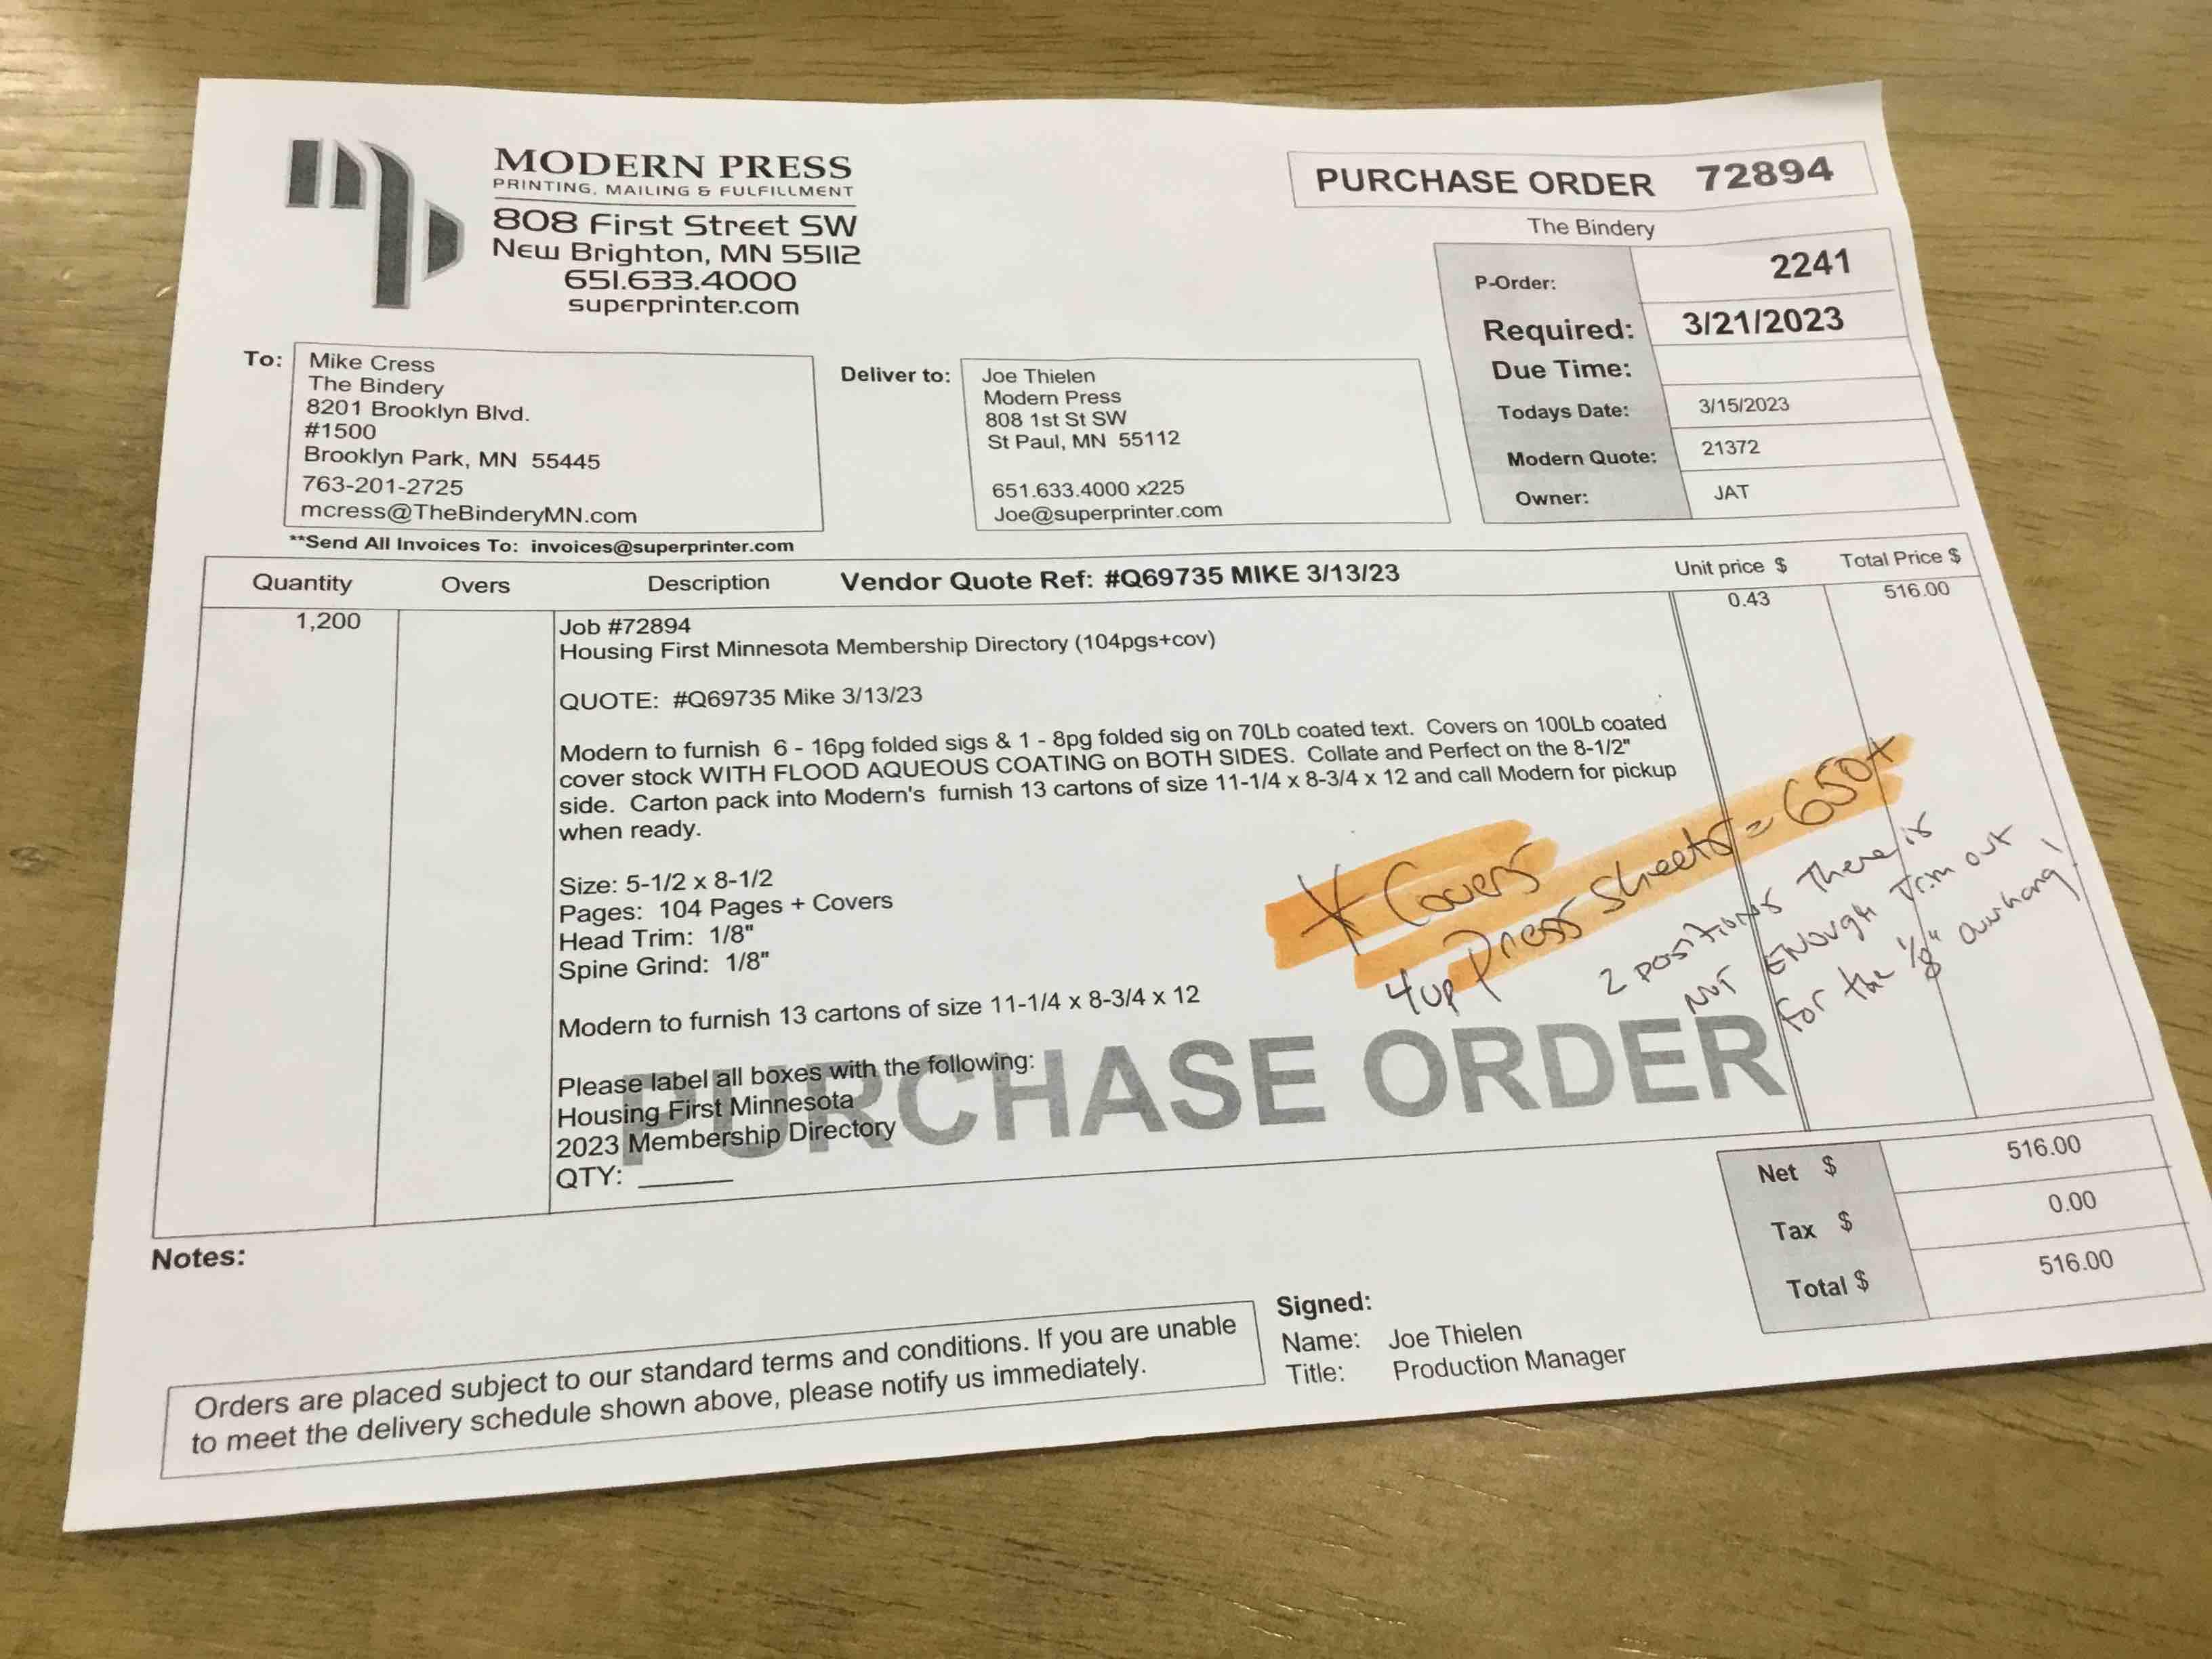 MODERN PRESS
PRINTING, MAILING & FULFILLMENT
808 First Street SW
New Brighton, MN 55112
651.633.4000
superprinter.com
PURCHASE ORDER 72894
The Bindery
P-Order: 2241
Required: 3/21/2023
Due Time:
Todays Date: 3/15/2023
Modern Quote: 21372
Owner: JAT
To: Mike Cress
The Bindery
8201 Brooklyn Blvd.
#1500
Brooklyn Park, MN 55445
763-201-2725
mcress@TheBinderyMN.com
Deliver to: Joe Thielen
Modern Press
808 1st St SW
St Paul, MN 55112
651.633.4000 x225
Joe@superprinter.com
**Send All Invoices To: invoices@superprinter.com
Quantity Overs Description Vendor Quote Ref: #Q69735 MIKE 3/13/23 Unit price $ Total Price $
1,200 Job #72894 0.43 516.00
Housing First Minnesota Membership Directory (104pgs+cov)
QUOTE: #Q69735 Mike 3/13/23
Modern to furnish 6 - 16pg folded sigs & 1 - 8pg folded sig on 70Lb coated text. Covers on 100Lb coated
cover stock WITH FLOOD AQUEOUS COATING on BOTH SIDES. Collate and Perfect on the 8-1/2"
side. Carton pack into Modern's furnish 13 cartons of size 11-1/4 x 8-3/4 x 12 and call Modern for pickup
when ready.
Size: 5-1/2 x 8-1/2
Pages: 104 Pages + Covers
Head Trim: 1/8"
Spine Grind: 1/8"
Modern to furnish 13 cartons of size 11-1/4 x 8-3/4 x 12
Please label all boxes with the following:
Housing First Minnesota
2023 Membership Directory
QTY: ______
* Covers
4up Press Sheets = 650+
2 positions There is
NOT ENough Trim out
for the 1/8" overhang!
PURCHASE ORDER
Net $ 516.00
Tax $ 0.00
Total $ 516.00
Notes:
Orders are placed subject to our standard terms and conditions. If you are unable
to meet the delivery schedule shown above, please notify us immediately.
Signed:
Name: Joe Thielen
Title: Production Manager